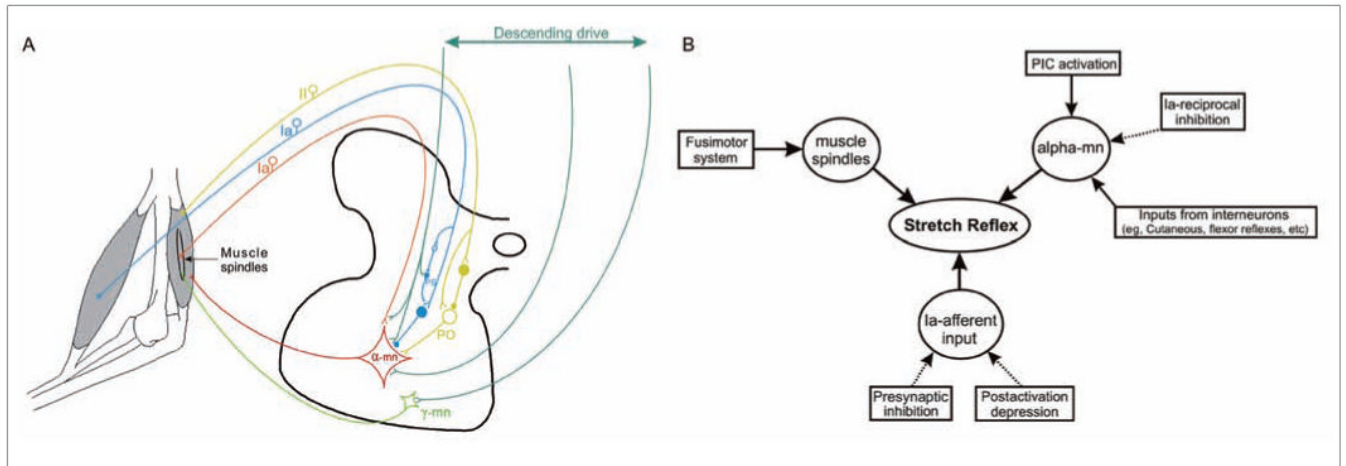 A
Descending drive
II
Ia
Ia
Muscle
spindles
PO
α-mn
γ-mn
B
PIC activation
Ia-reciprocal
inhibition
Fusimotor
system
muscle
spindles
alpha-mn
Stretch Reflex
Inputs from interneurons
(eg, Cutaneous, flexor reflexes, etc)
Ia-afferent
input
Presynaptic
inhibition
Postactivation
depression